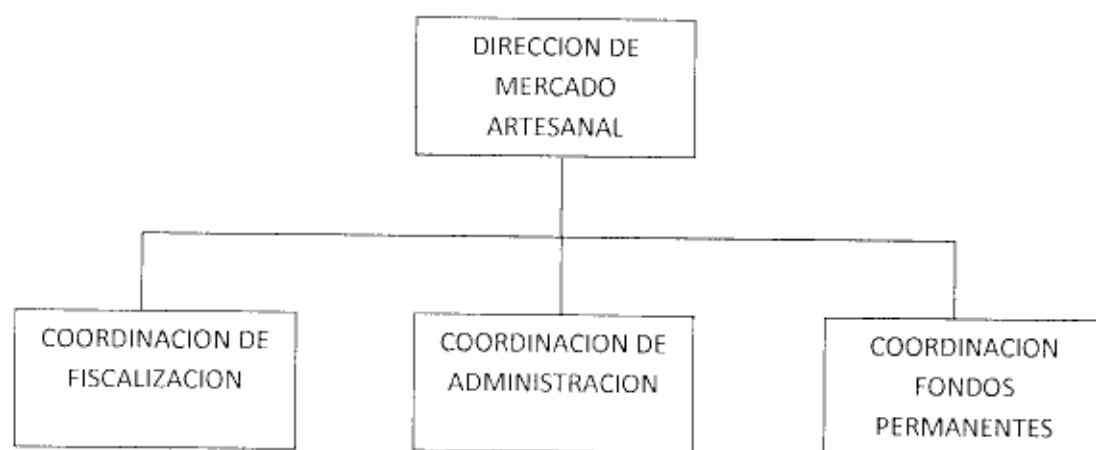 DIRECCION DE
MERCADO
ARTESANAL
COORDINACION DE
FISCALIZACION
COORDINACION DE
ADMINISTRACION
COORDINACION
FONDOS
PERMANENTES